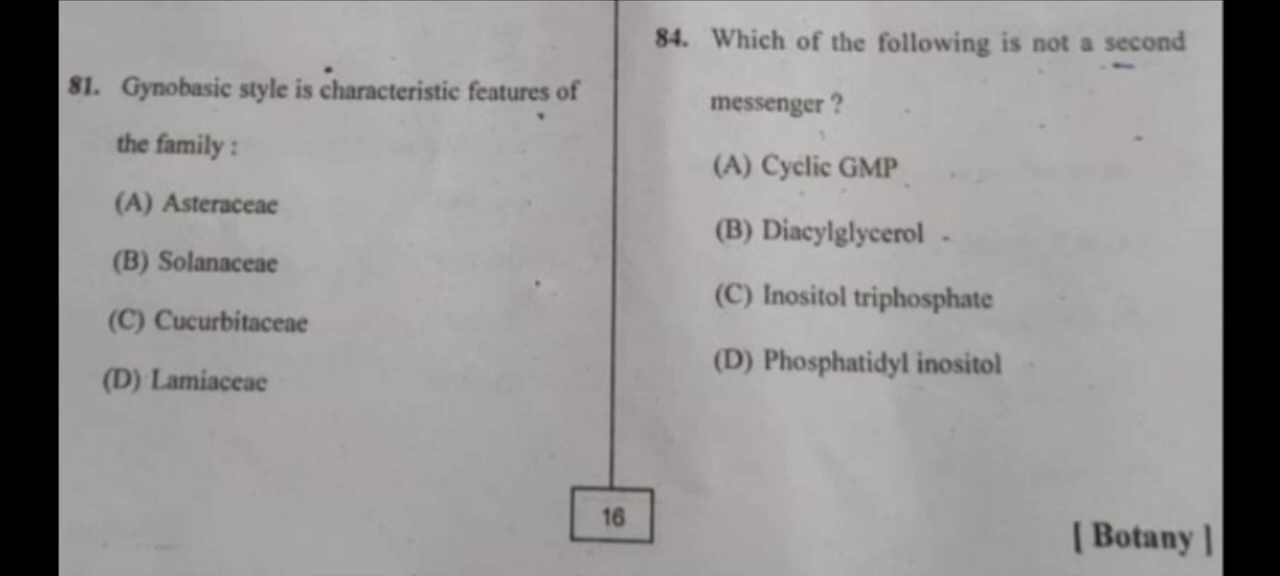 81. Gynobasic style is characteristic features of
the family :
(A) Asteraceae
(B) Solanaceae
(C) Cucurbitaceae
(D) Lamiaceae
84. Which of the following is not a second
messenger ?
(A) Cyclic GMP
(B) Diacylglycerol
(C) Inositol triphosphate
(D) Phosphatidyl inositol
16
[ Botany ]